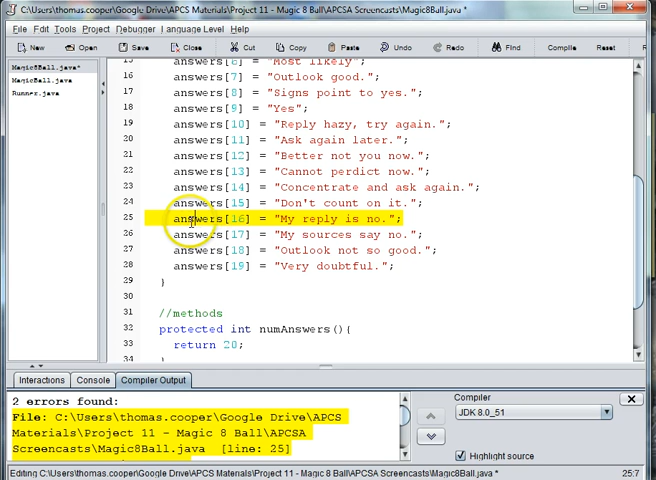 C:\Users\thomas.cooper\Google Drive\APCS Materials\Project 11 - Magic 8 Ball\APCSA Screencasts\Magic8Ball.java *
File Edit Tools Project Debugger Language Level Help
New Open Save Close Cut Copy Paste Undo Redo Find Compile Reset
Magic8Ball.java*
Magic8Ball.java
Runner.java
15 answers[6] = "Most likely";
16 answers[7] = "Outlook good.";
17 answers[8] = "Signs point to yes.";
18 answers[9] = "Yes";
19 answers[10] = "Reply hazy, try again.";
20 answers[11] = "Ask again later.";
21 answers[12] = "Better not you now.";
22 answers[13] = "Cannot perdict now.";
23 answers[14] = "Concentrate and ask again.";
24 answers[15] = "Don't count on it.";
25 answers[16] = "My reply is no.";
26 answers[17] = "My sources say no.";
27 answers[18] = "Outlook not so good.";
28 answers[19] = "Very doubtful.";
29 }
30
31 //methods
32 protected int numAnswers(){
33 return 20;
34 }
Interactions Console Compiler Output
2 errors found:
File: C:\Users\thomas.cooper\Google Drive\APCS
Materials\Project 11 - Magic 8 Ball\APCSA
Screencasts\Magic8Ball.java [line: 25]
Compiler
JDK 8.0_51
Highlight source
Editing C:\Users\thomas.cooper\Google Drive\APCS Materials\Project 11 - Magic 8 Ball\APCSA Screencasts\Magic8Ball.java *
25:7